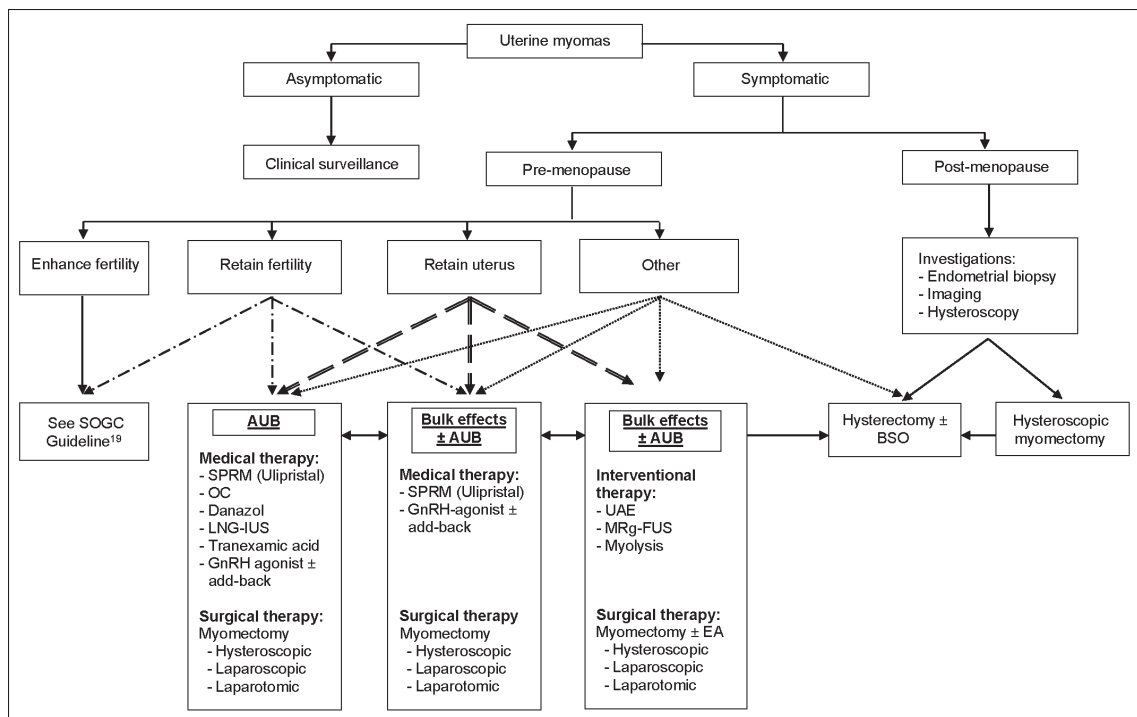 Uterine myomas
Asymptomatic
Symptomatic
Clinical surveillance
Pre-menopause
Post-menopause
Enhance fertility
Retain fertility
Retain uterus
Other
Investigations:
- Endometrial biopsy
- Imaging
- Hysteroscopy
See SOGC
Guideline19
AUB
Medical therapy:
- SPRM (Ulipristal)
- OC
- Danazol
- LNG-IUS
- Tranexamic acid
- GnRH agonist ±
add-back
Surgical therapy:
Myomectomy
- Hysteroscopic
- Laparoscopic
- Laparotomic
Bulk effects
± AUB
Medical therapy:
- SPRM (Ulipristal)
- GnRH-agonist ±
add-back
Surgical therapy
Myomectomy
- Hysteroscopic
- Laparoscopic
- Laparotomic
Bulk effects
± AUB
Interventional
therapy:
- UAE
- MRg-FUS
- Myolysis
Surgical therapy:
Myomectomy ± EA
- Hysteroscopic
- Laparoscopic
- Laparotomic
Hysterectomy ±
BSO
Hysteroscopic
myomectomy